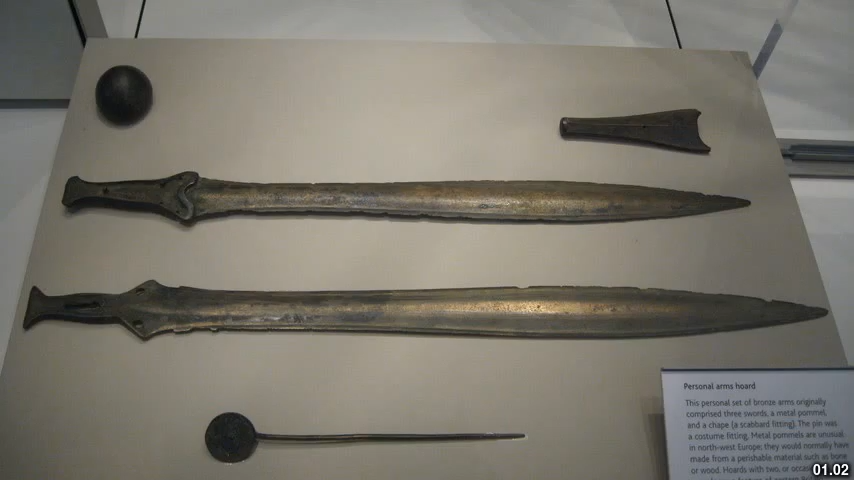 Personal arms hoard
This personal set of bronze arms originally
comprised three swords, a metal pommel,
and a chape (a scabbard fitting). The pin was
a costume fitting. Metal pommels are unusual
in north-west Europe; they would normally have
made from a perishable material such as bone
or wood. Hoards with two, or
01.02